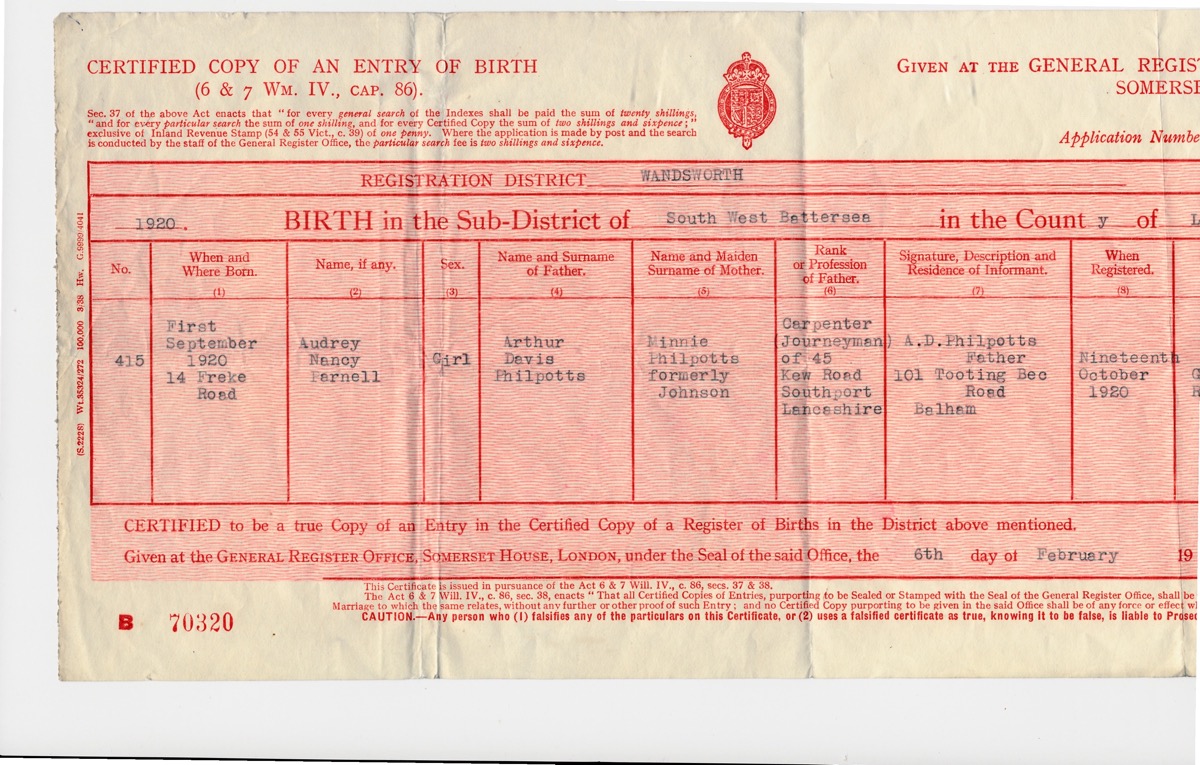 CERTIFIED COPY OF AN ENTRY OF BIRTH
(6 & 7 WM. IV., CAP. 86).
GIVEN AT THE GENERAL REGIST
SOMERSE
Application Numbe
Sec. 37 of the above Act enacts that "for every general search of the Indexes shall be paid the sum of twenty shillings,
"and for every particular search the sum of one shilling, and for every Certified Copy the sum of two shillings and sixpence;"
exclusive of Inland Revenue Stamp (54 & 55 Vict., c. 39) of one penny. Where the application is made by post and the search
is conducted by the staff of the General Register Office, the particular search fee is two shillings and sixpence.
REGISTRATION DISTRICT WANDSWORTH
1920. BIRTH in the Sub-District of South West Battersea in the County of L
No.
When and
Where Born.
(1)
Name, if any.
(2)
Sex.
(3)
Name and Surname
of Father.
(4)
Name and Maiden
Surname of Mother.
(5)
Rank
or Profession
of Father.
(6)
Signature, Description and
Residence of Informant.
(7)
When
Registered.
(8)
415
First
September
1920
14 Freke
Road
Audrey
Nancy
Parnell
Girl
Arthur
Davis
Philpotts
Minnie
Philpotts
formerly
Johnson
Carpenter
Journeyman)
of 45
Kew Road
Southport
Lancashire
A.D.Philpotts
Father
101 Tooting Bec
Road
Balham
Nineteenth
October
1920
G
R
CERTIFIED to be a true Copy of an Entry in the Certified Copy of a Register of Births in the District above mentioned.
Given at the GENERAL REGISTER OFFICE, SOMERSET HOUSE, LONDON, under the Seal of the said Office, the 6th day of February 19
This Certificate is issued in pursuance of the Act 6 & 7 Will. IV., c. 86, secs. 37 & 38.
The Act 6 & 7 Will. IV., c. 86, sec. 38, enacts "That all Certified Copies of Entries, purporting to be Sealed or Stamped with the Seal of the General Register Office, shall be
Marriage to which the same relates, without any further or other proof of such Entry; and no Certified Copy purporting to be given in the said Office shall be of any force or effect w
CAUTION.—Any person who (1) falsifies any of the particulars on this Certificate, or (2) uses a falsified certificate as true, knowing it to be false, is liable to Prosec
B 70320